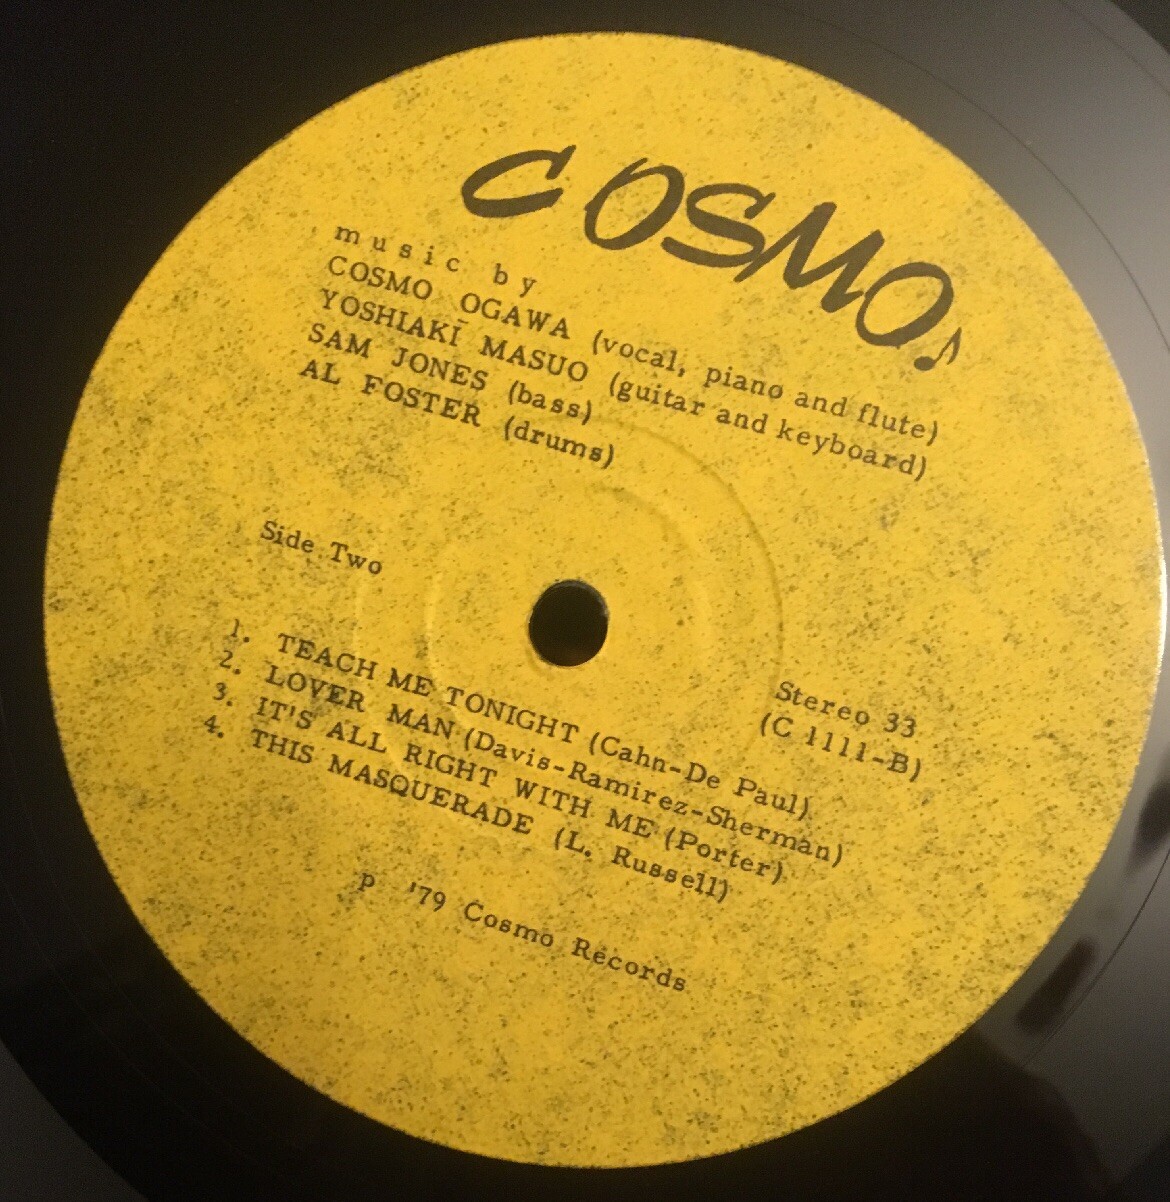 COSMO♪
music by
COSMO OGAWA (vocal, piano and flute)
YOSHIAKI MASUO (guitar and keyboard)
SAM JONES (bass)
AL FOSTER (drums)
Side Two
Stereo 33
(C 1111-B)
1. TEACH ME TONIGHT (Cahn-De Paul)
2. LOVER MAN (Davis-Ramirez-Sherman)
3. IT'S ALL RIGHT WITH ME (Porter)
4. THIS MASQUERADE (L. Russell)
p '79 Cosmo Records